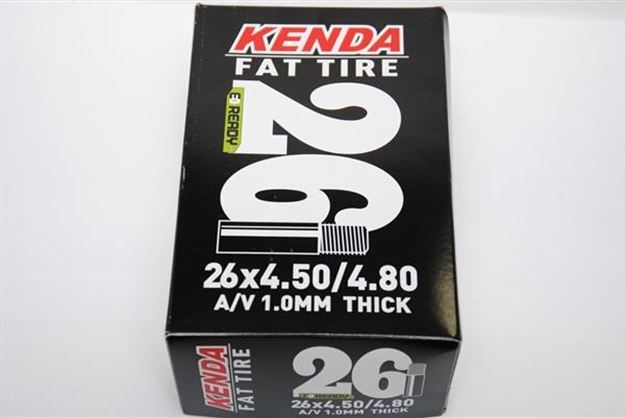 KENDA
FAT TIRE
26
E READY
26x4.50/4.80
A/V 1.0MM THICK
KENDA
FAT TIRE
26
E READY
26x4.50/4.80
A/V 1.0MM THICK